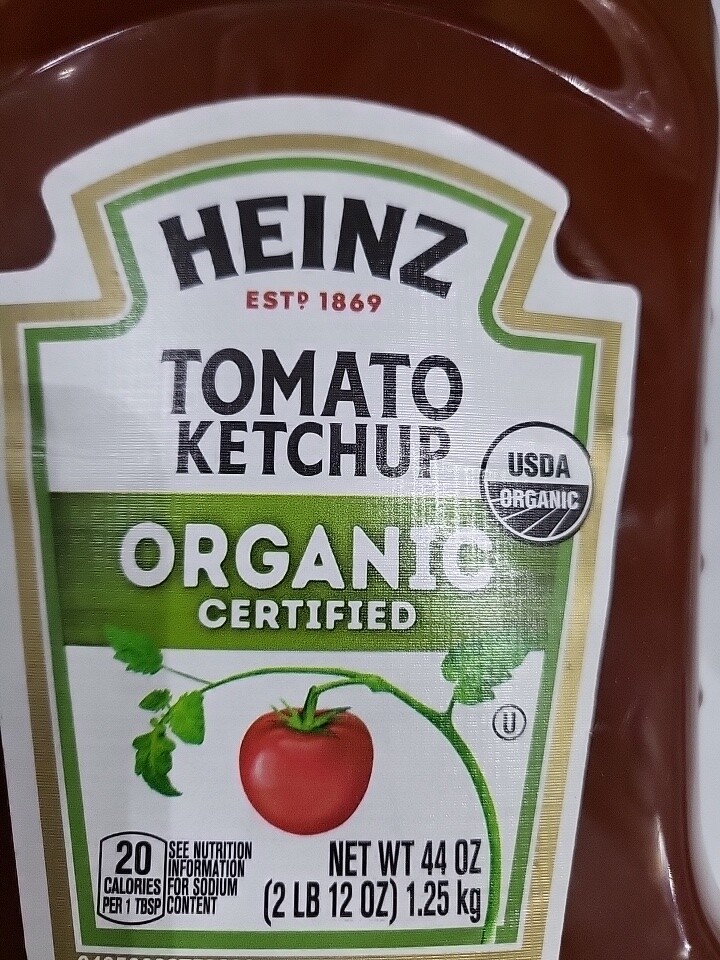 HEINZ
ESTD 1869
TOMATO
KETCHUP
USDA
ORGANIC
ORGANIC
CERTIFIED
U
20
CALORIES
PER 1 TBSP
SEE NUTRITION
INFORMATION
FOR SODIUM
CONTENT
NET WT 44 OZ
(2 LB 12 OZ) 1.25 kg